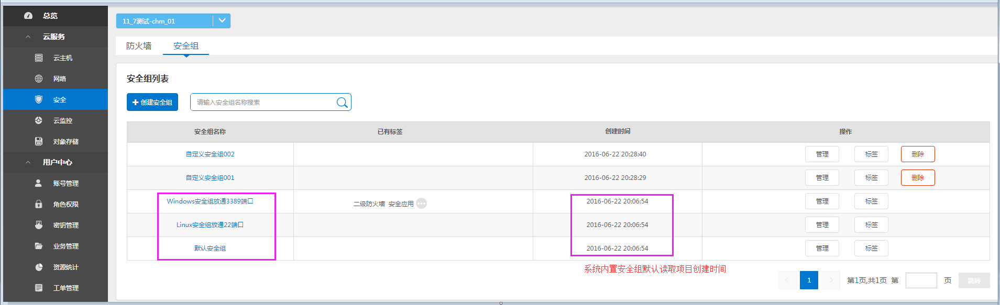 总览
云服务
云主机
网络
安全
云监控
对象存储
用户中心
账号管理
角色权限
密钥管理
业务管理
资源统计
工单管理
11_7测试-chm_01
防火墙 安全组
安全组列表
创建安全组 请输入安全组名称搜索
安全组名称 已有标签 创建时间 操作
自定义安全组002 2016-06-22 20:28:40 管理 标签 删除
自定义安全组001 2016-06-22 20:28:29 管理 标签 删除
Windows安全组放通3389端口 二级防火墙 安全应用 2016-06-22 20:06:54 管理 标签
Linux安全组放通22端口 2016-06-22 20:06:54 管理 标签
默认安全组 2016-06-22 20:06:54 管理 标签
系统内置安全组默认读取项目创建时间
1 第1页,共1页 第 页 跳转